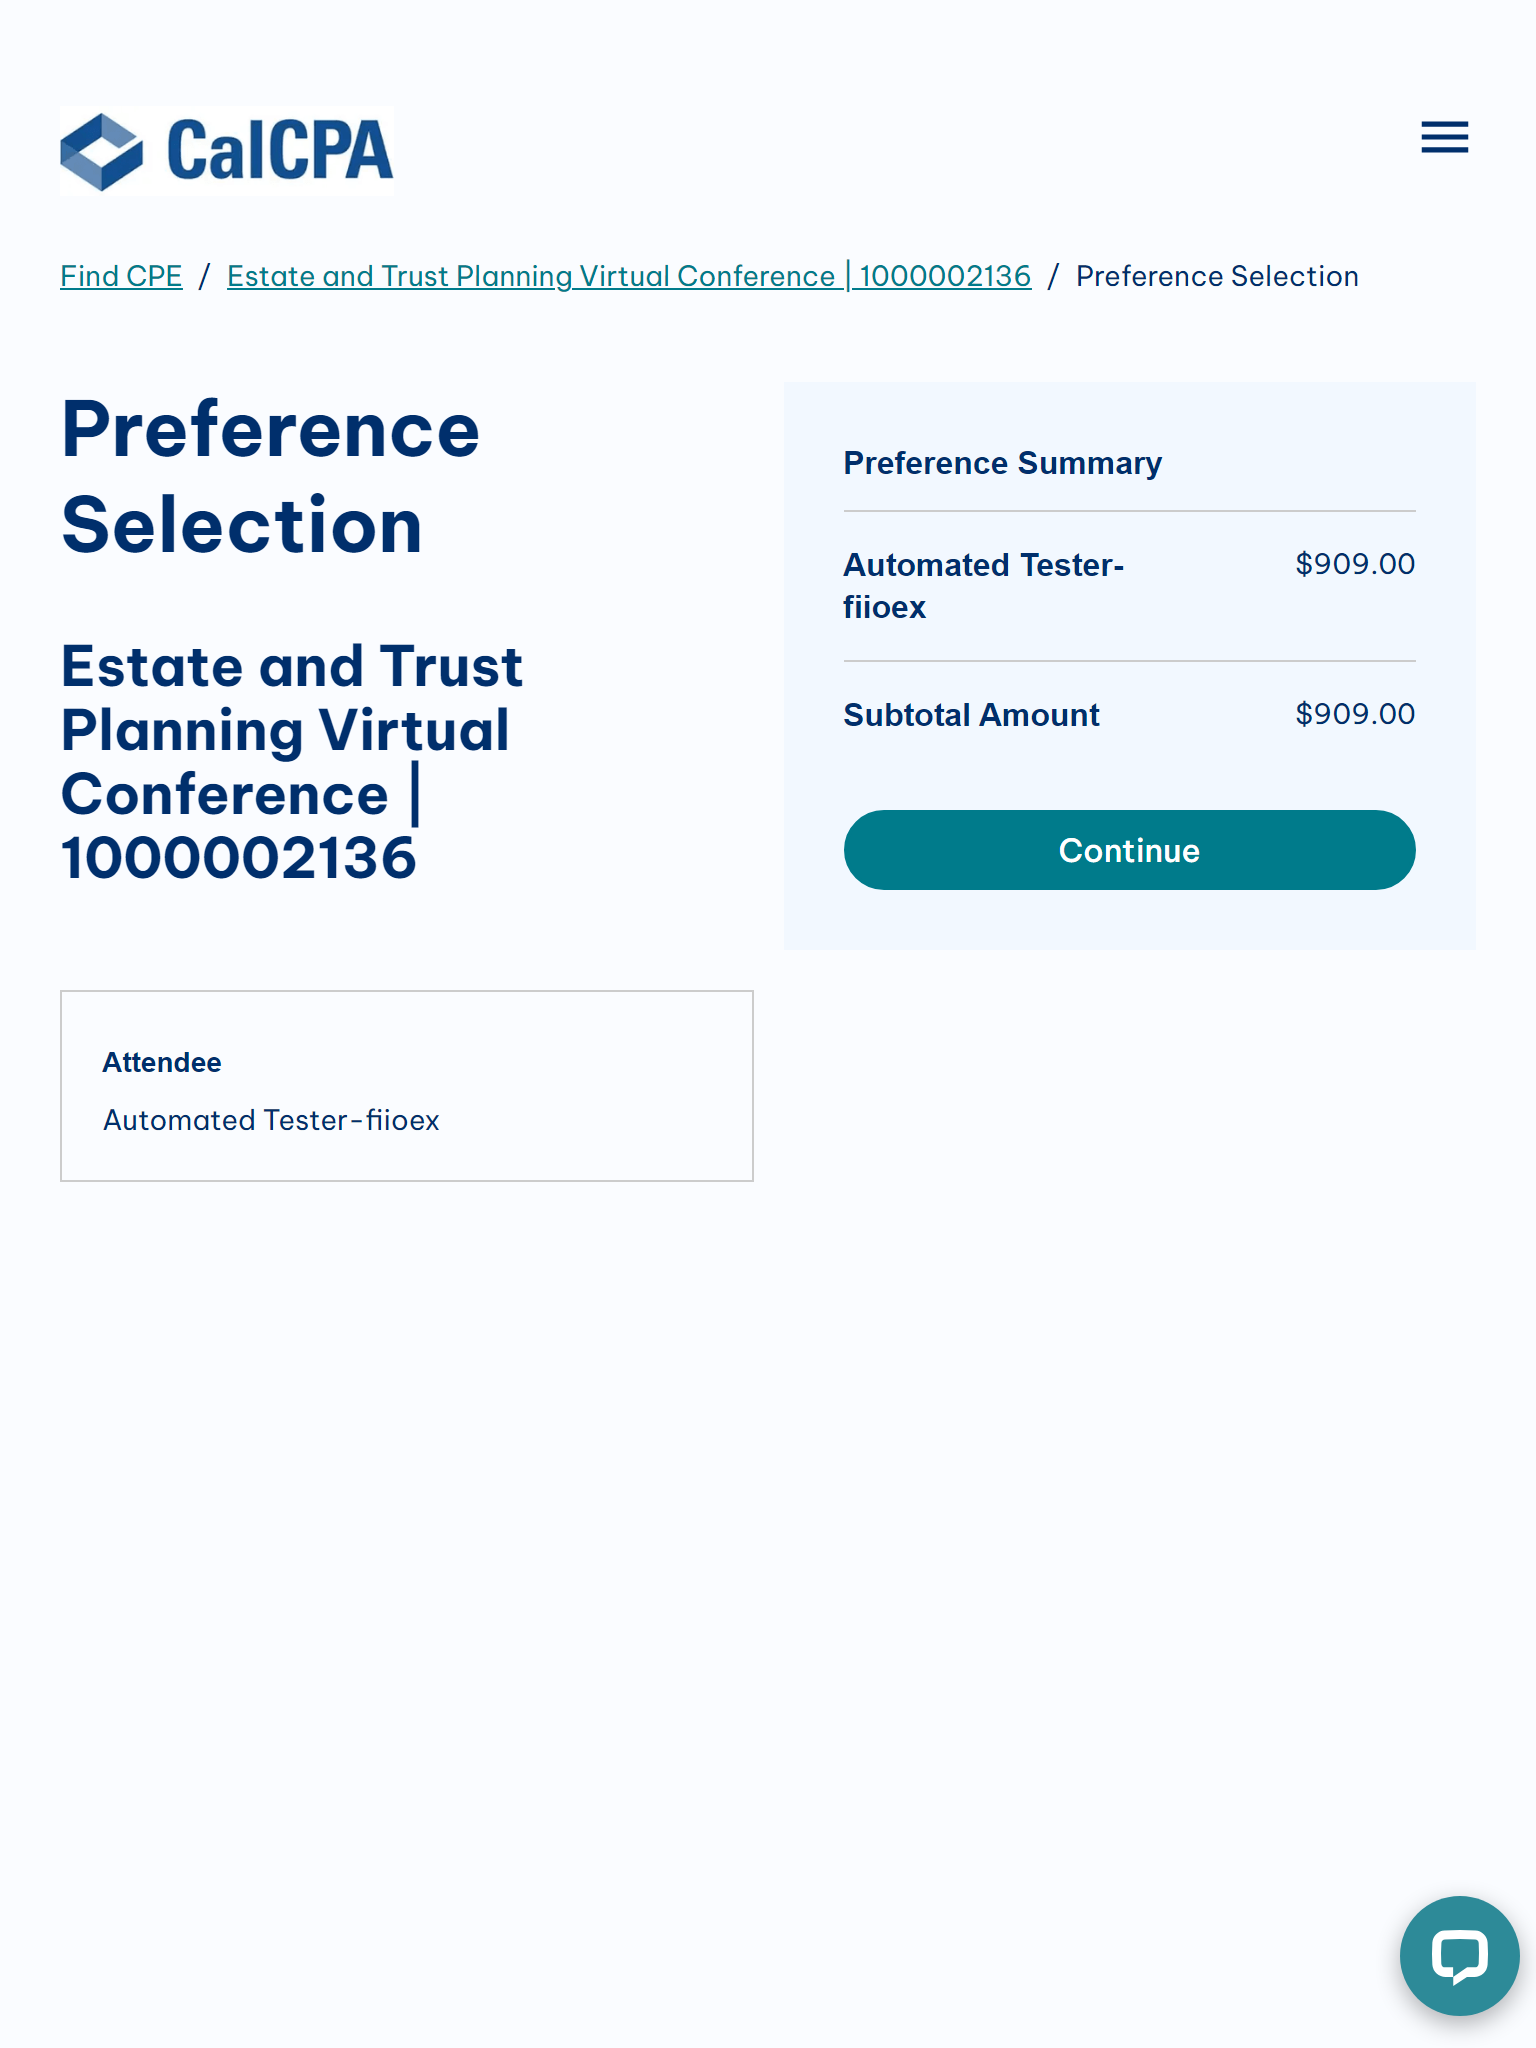 CalCPA
Find CPE / Estate and Trust Planning Virtual Conference | 1000002136 / Preference Selection
Preference
Selection
Estate and Trust
Planning Virtual
Conference |
1000002136
Attendee
Automated Tester-fiioex
Preference Summary
Automated Tester-
fiioex
$909.00
Subtotal Amount $909.00
Continue